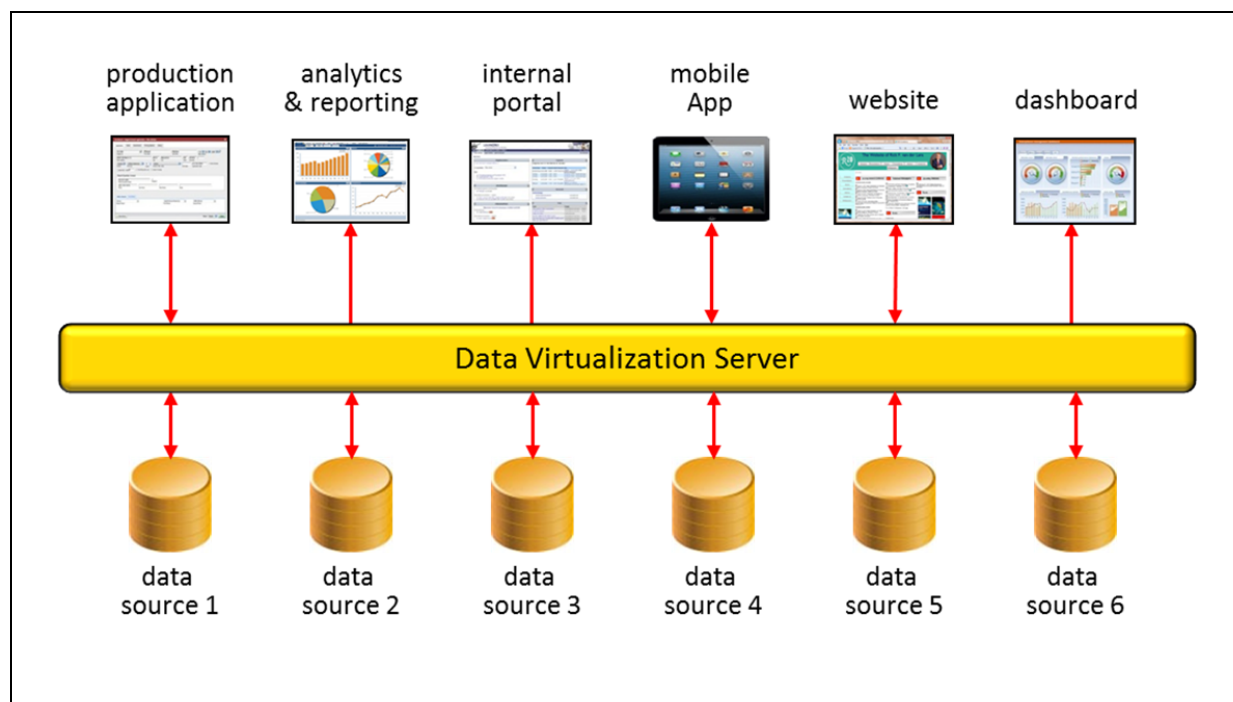 production
application
analytics
& reporting
internal
portal
mobile
App
website
dashboard
Data Virtualization Server
data
source 1
data
source 2
data
source 3
data
source 4
data
source 5
data
source 6